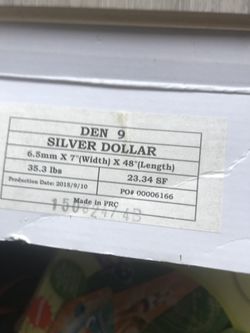 DEN 9
SILVER DOLLAR
6.5mm X 7"(Width) X 48"(Length)
35.3 lbs
23.34 SF
Production Date: 2015/9/10
PO# 00006166
Made in PRC